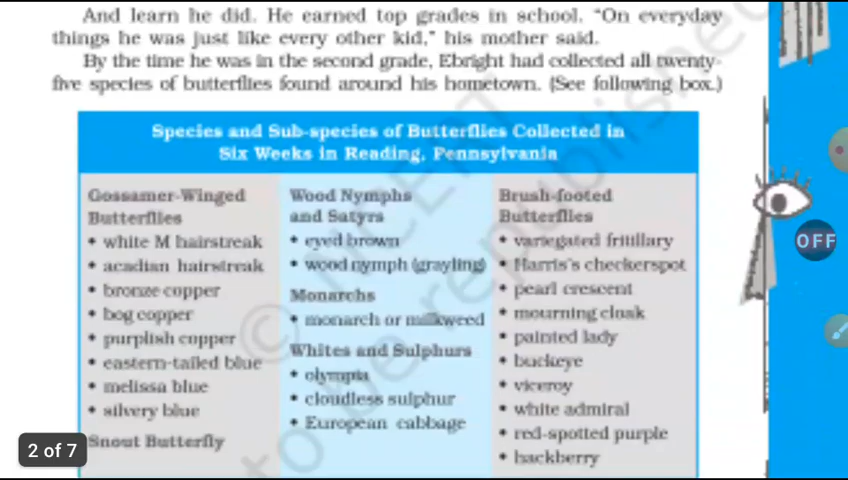 And learn he did. He earned top grades in school. “On everyday
things he was just like every other kid,” his mother said.
By the time he was in the second grade, Ebright had collected all twenty-
five species of butterflies found around his hometown. (See following box.)
Species and Sub-species of Butterflies Collected in
Six Weeks in Reading, Pennsylvania
Gossamer-Winged
Butterflies
• white M hairstreak
• acadian hairstreak
• bronze copper
• bog copper
• purplish copper
• eastern-tailed blue
• melissa blue
• silvery blue
Snout Butterfly
Wood Nymphs
and Satyrs
• eyed brown
• wood nymph (grayling)
Monarchs
• monarch or milkweed
Whites and Sulphurs
• olympia
• cloudless sulphur
• European cabbage
Brush-footed
Butterflies
• variegated fritillary
• Harris's checkerspot
• pearl crescent
• mourning cloak
• painted lady
• buckeye
• viceroy
• white admiral
• red-spotted purple
• hackberry
© NCERT
to be republished
2 of 7
OFF